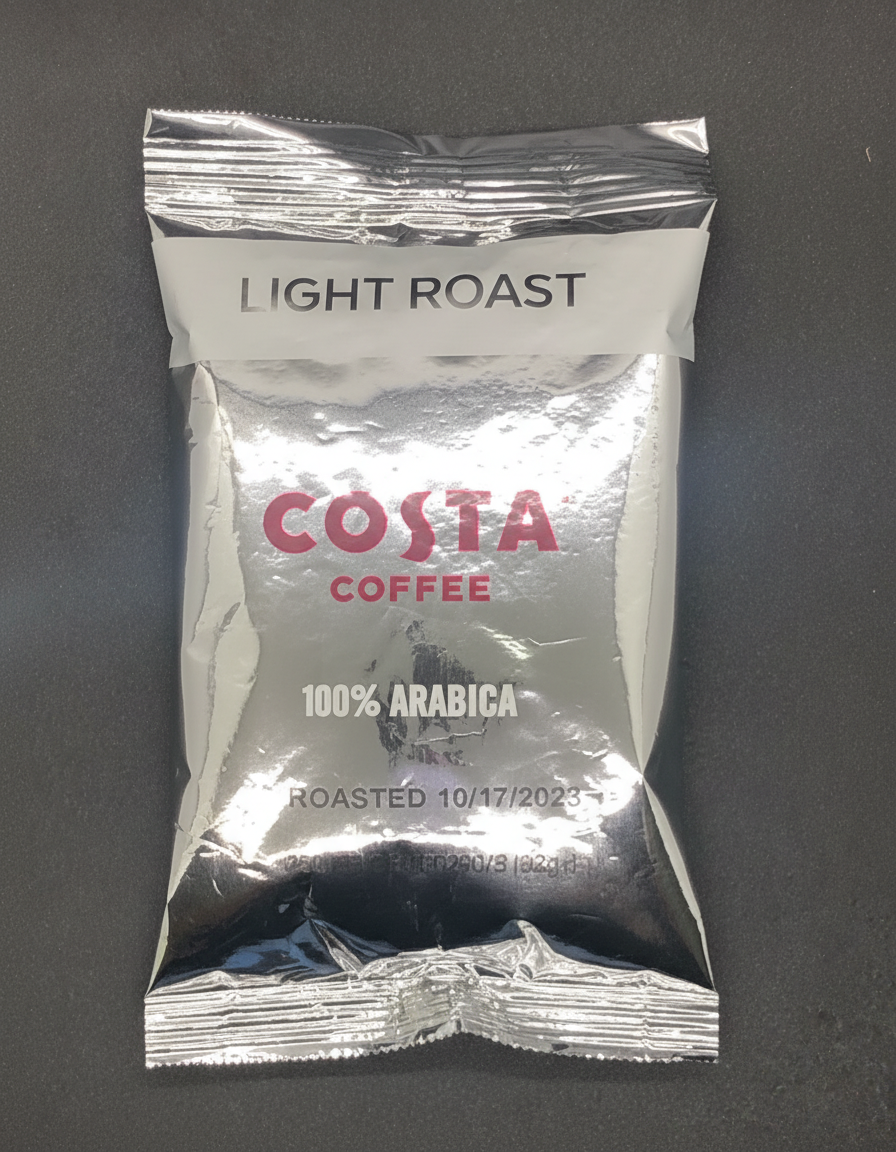 LIGHT ROAST
COSTA
COFFEE
100% ARABICA
ROASTED 10/17/2023